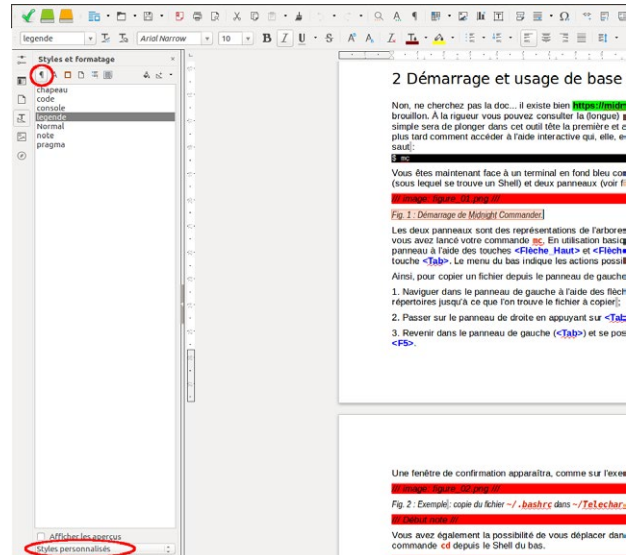 legende
Arial Narrow
10
Styles et formatage
chapeau
code
console
legende
Normal
note
pragma
Afficher les aperçus
Styles personnalisés
2 Démarrage et usage de base
Non, ne cherchez pas la doc... il existe bien https://midn
brouillon. À la rigueur vous pouvez consulter la (longue)
simple sera de plonger dans cet outil tête la première et a
plus tard comment accéder à l'aide interactive qui, elle, e
saut :
$ mc
Vous êtes maintenant face à un terminal en fond bleu co
(sous lequel se trouve un Shell) et deux panneaux (voir fi
/// Image: figure_01.png ///
Fig. 1 : Démarrage de Midnight Commander.
Les deux panneaux sont des représentations de l'arbores
vous avez lancé votre commande mc. En utilisation basiq
panneau à l'aide des touches <Flèche_Haut> et <Flèch
touche <Tab>. Le menu du bas indique les actions possi
Ainsi, pour copier un fichier depuis le panneau de gauche
1. Naviguer dans le panneau de gauche à l'aide des flèch
répertoires jusqu'à ce que l'on trouve le fichier à copier ;
2. Passer sur le panneau de droite en appuyant sur <Tab
3. Revenir dans le panneau de gauche (<Tab>) et se pos
<F5>.
Une fenêtre de confirmation apparaîtra, comme sur l'exe
/// Image: figure_02.png ///
Fig. 2 : Exemple : copie du fichier ~/.bashrc dans ~/Telechar
/// Début note ///
Vous avez également la possibilité de vous déplacer dan
commande cd depuis le Shell du bas.